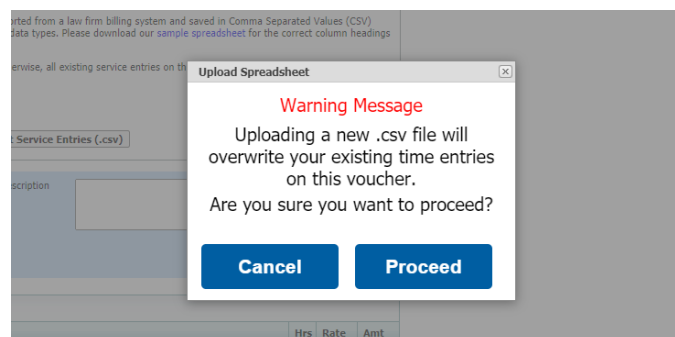 orted from a law firm billing system and saved in Comma Separated Values (CSV)
data types. Please download our sample spreadsheet for the correct column headings
erwise, all existing service entries on th
Upload Spreadsheet
Warning Message
Uploading a new .csv file will
overwrite your existing time entries
on this voucher.
Are you sure you want to proceed?
Service Entries (.csv)
scription
Cancel Proceed
Hrs Rate Amt